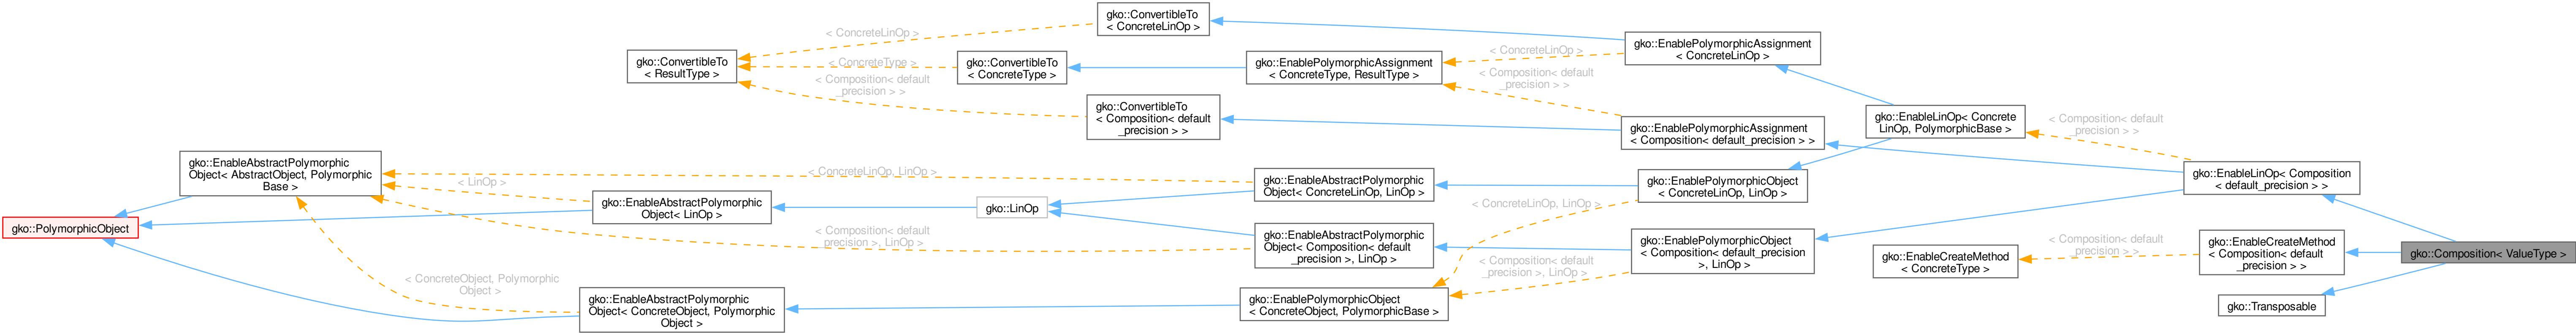 gko::ConvertibleTo
< ConcreteLinOp >
< ConcreteLinOp >
gko::EnablePolymorphicAssignment
< ConcreteLinOp >
< ConcreteLinOp >
gko::ConvertibleTo
< ResultType >
< ConcreteType >
gko::ConvertibleTo
< ConcreteType >
gko::EnablePolymorphicAssignment
< ConcreteType, ResultType >
< Composition< default
_precision > >
< Composition< default
_precision > >
gko::ConvertibleTo
< Composition< default
_precision > >
gko::EnablePolymorphicAssignment
< Composition< default_precision > >
gko::EnableLinOp< Concrete
LinOp, PolymorphicBase >
< Composition< default
_precision > >
gko::EnableLinOp< Composition
< default_precision > >
gko::EnableAbstractPolymorphic
Object< AbstractObject, Polymorphic
Base >
< ConcreteLinOp, LinOp >
< LinOp >
gko::EnableAbstractPolymorphic
Object< ConcreteLinOp, LinOp >
gko::EnablePolymorphicObject
< ConcreteLinOp, LinOp >
gko::EnableAbstractPolymorphic
Object< LinOp >
gko::LinOp
< ConcreteLinOp, LinOp >
gko::PolymorphicObject
< Composition< default
_precision >, LinOp >
gko::EnableAbstractPolymorphic
Object< Composition< default
_precision >, LinOp >
gko::EnablePolymorphicObject
< Composition< default_precision
>, LinOp >
< Composition< default
_precision >, LinOp >
gko::EnableCreateMethod
< ConcreteType >
< Composition< default
_precision > >
gko::EnableCreateMethod
< Composition< default
_precision > >
gko::Composition< ValueType >
< ConcreteObject, Polymorphic
Object >
gko::EnableAbstractPolymorphic
Object< ConcreteObject, Polymorphic
Object >
gko::EnablePolymorphicObject
< ConcreteObject, PolymorphicBase >
gko::Transposable